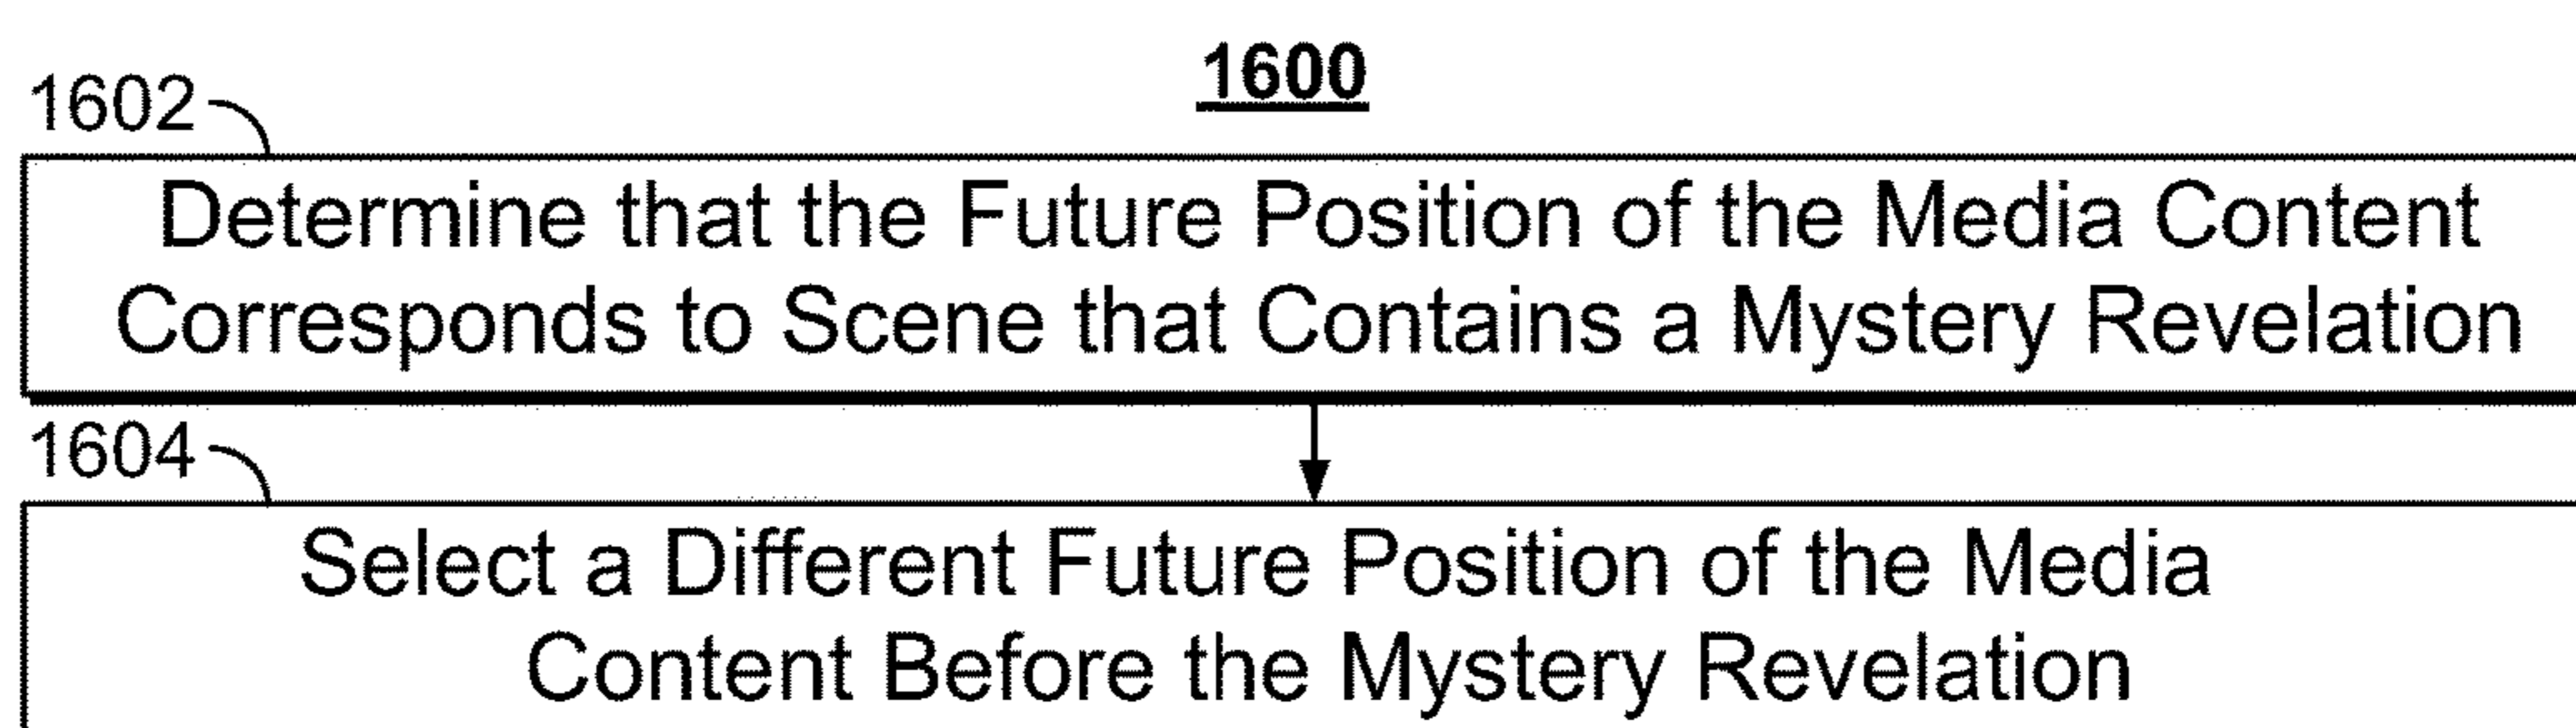 1600
1602
Determine that the Future Position of the Media Content
Corresponds to Scene that Contains a Mystery Revelation
1604
Select a Different Future Position of the Media
Content Before the Mystery Revelation